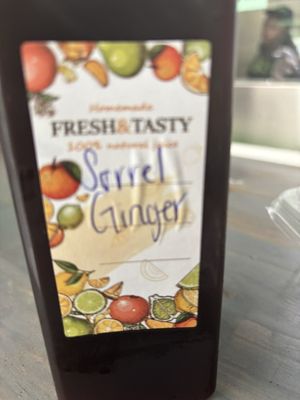 Homemade
FRESH&TASTY
100% natural juice
Sorrel
Ginger